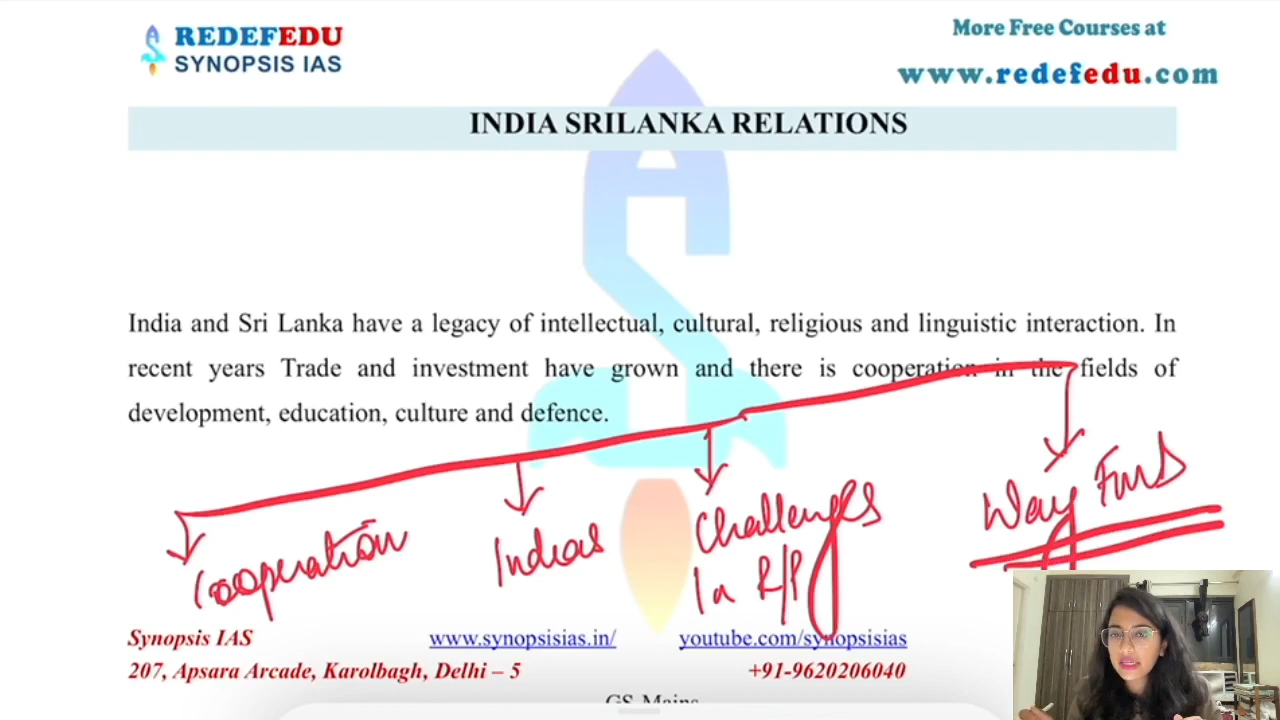 REDEFEDU
SYNOPSIS IAS
More Free Courses at
www.redefedu.com
INDIA SRILANKA RELATIONS
India and Sri Lanka have a legacy of intellectual, cultural, religious and linguistic interaction. In
recent years Trade and investment have grown and there is cooperation in the fields of
development, education, culture and defence.
Cooperation
Indias
Challenges
In R/P
Way Fwd
Synopsis IAS
www.synopsisias.in/
youtube.com/synopsisias
207, Apsara Arcade, Karolbagh, Delhi – 5
+91-9620206040
GS Mains